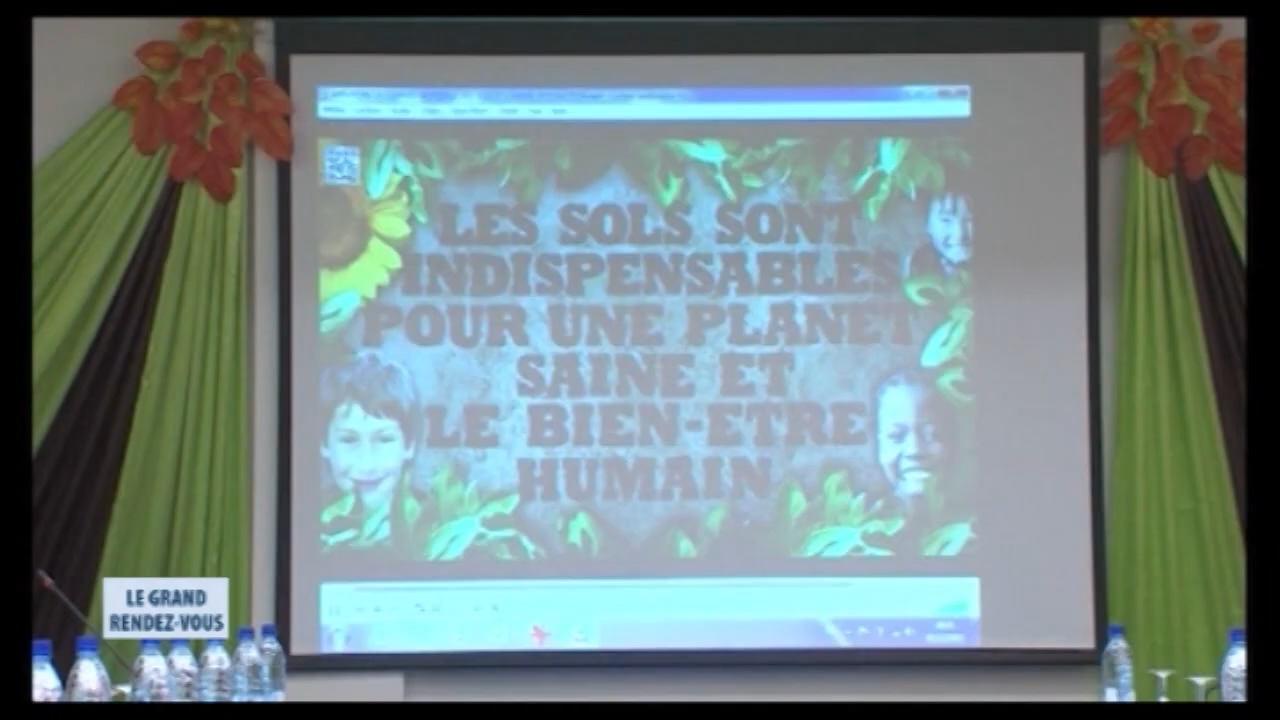 LES SOLS SONT
INDISPENSABLES
POUR UNE PLANET
SAINE ET
LE BIEN-ETRE
HUMAIN
LE GRAND
RENDEZ-VOUS